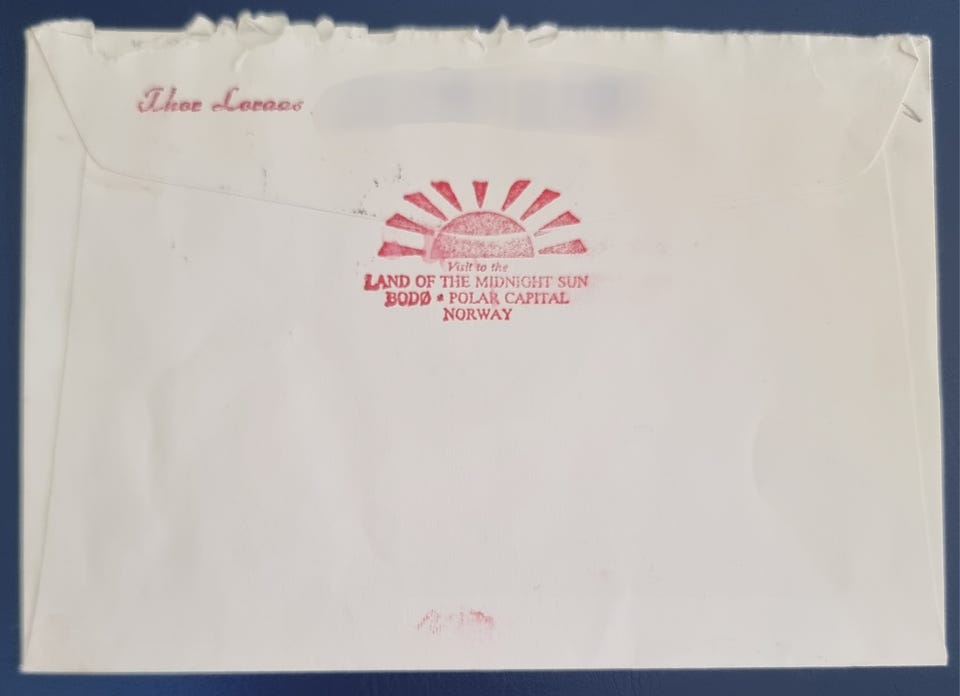 Thor Loraas
Visit to the
LAND OF THE MIDNIGHT SUN
BODØ * POLAR CAPITAL
NORWAY